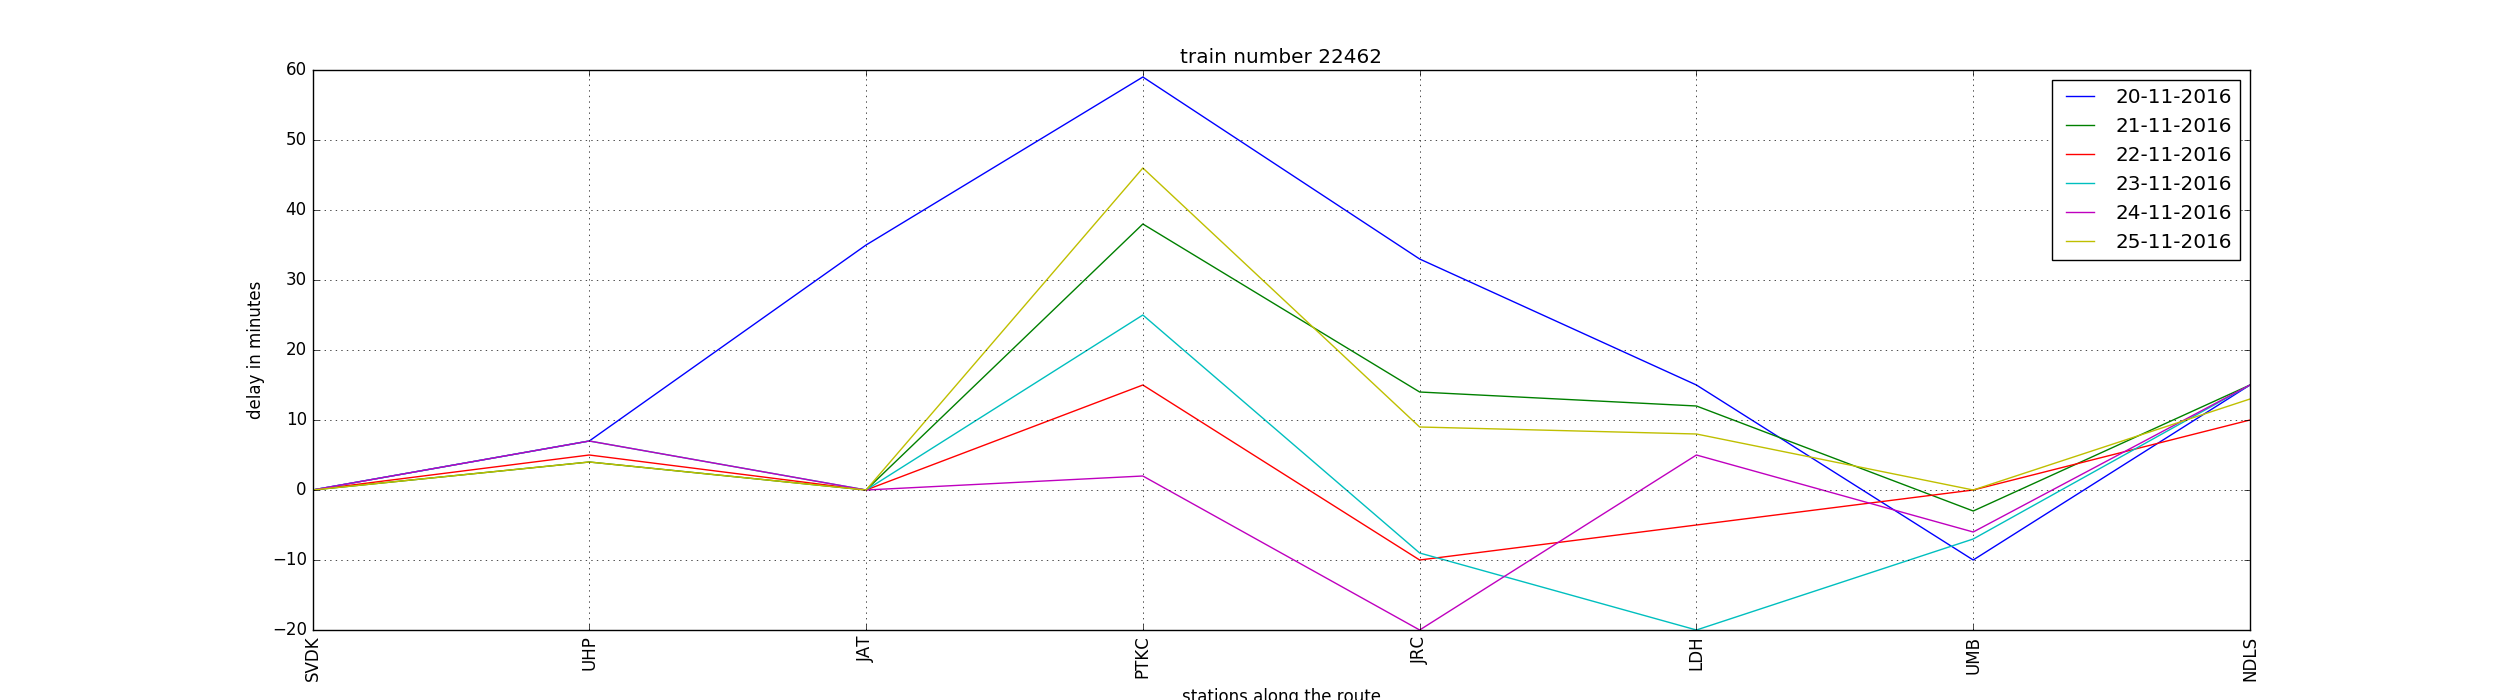 train number 22462
60
50
40
30
20
10
0
−10
−20
delay in minutes
20-11-2016
21-11-2016
22-11-2016
23-11-2016
24-11-2016
25-11-2016
SVDK
UHP
JAT
PTKC
JRC
LDH
UMB
NDLS
stations along the route